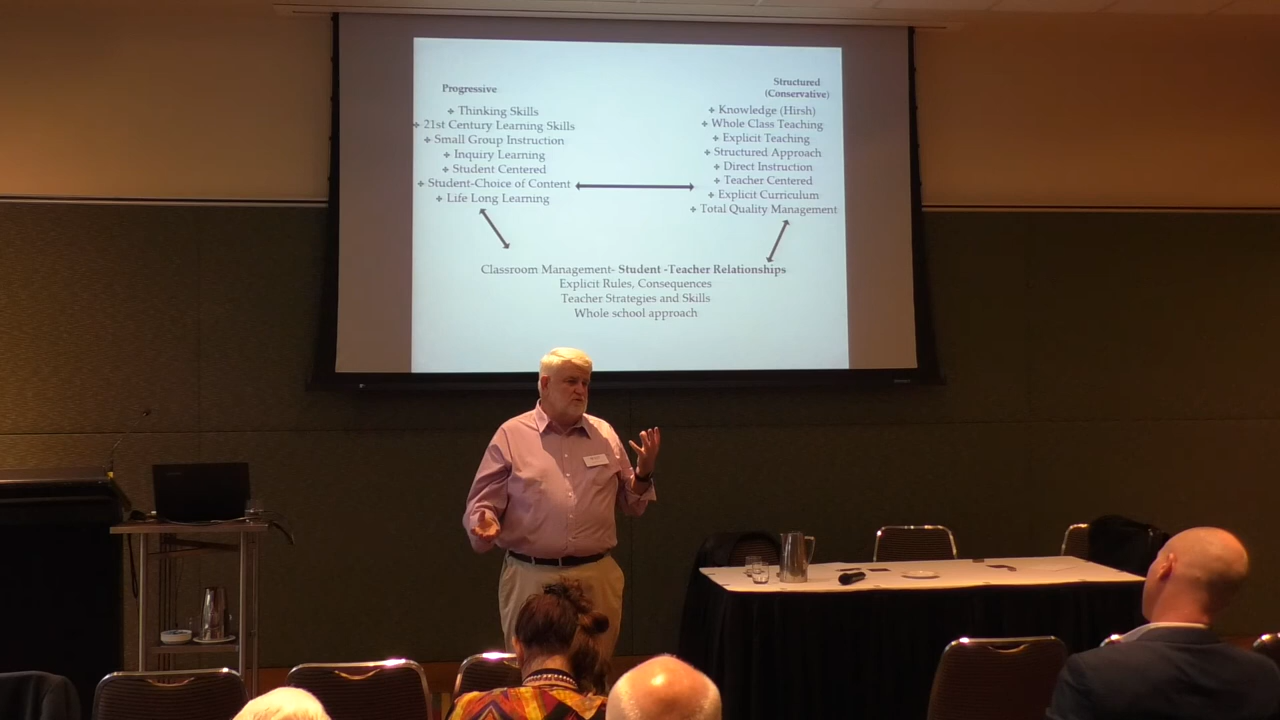 Progressive
✢ Thinking Skills
✢ 21st Century Learning Skills
✢ Small Group Instruction
✢ Inquiry Learning
✢ Student Centered
✢ Student-Choice of Content
✢ Life Long Learning
Structured
(Conservative)
✢ Knowledge (Hirsh)
✢ Whole Class Teaching
✢ Explicit Teaching
✢ Structured Approach
✢ Direct Instruction
✢ Teacher Centered
✢ Explicit Curriculum
✢ Total Quality Management
Classroom Management- Student -Teacher Relationships
Explicit Rules, Consequences
Teacher Strategies and Skills
Whole school approach